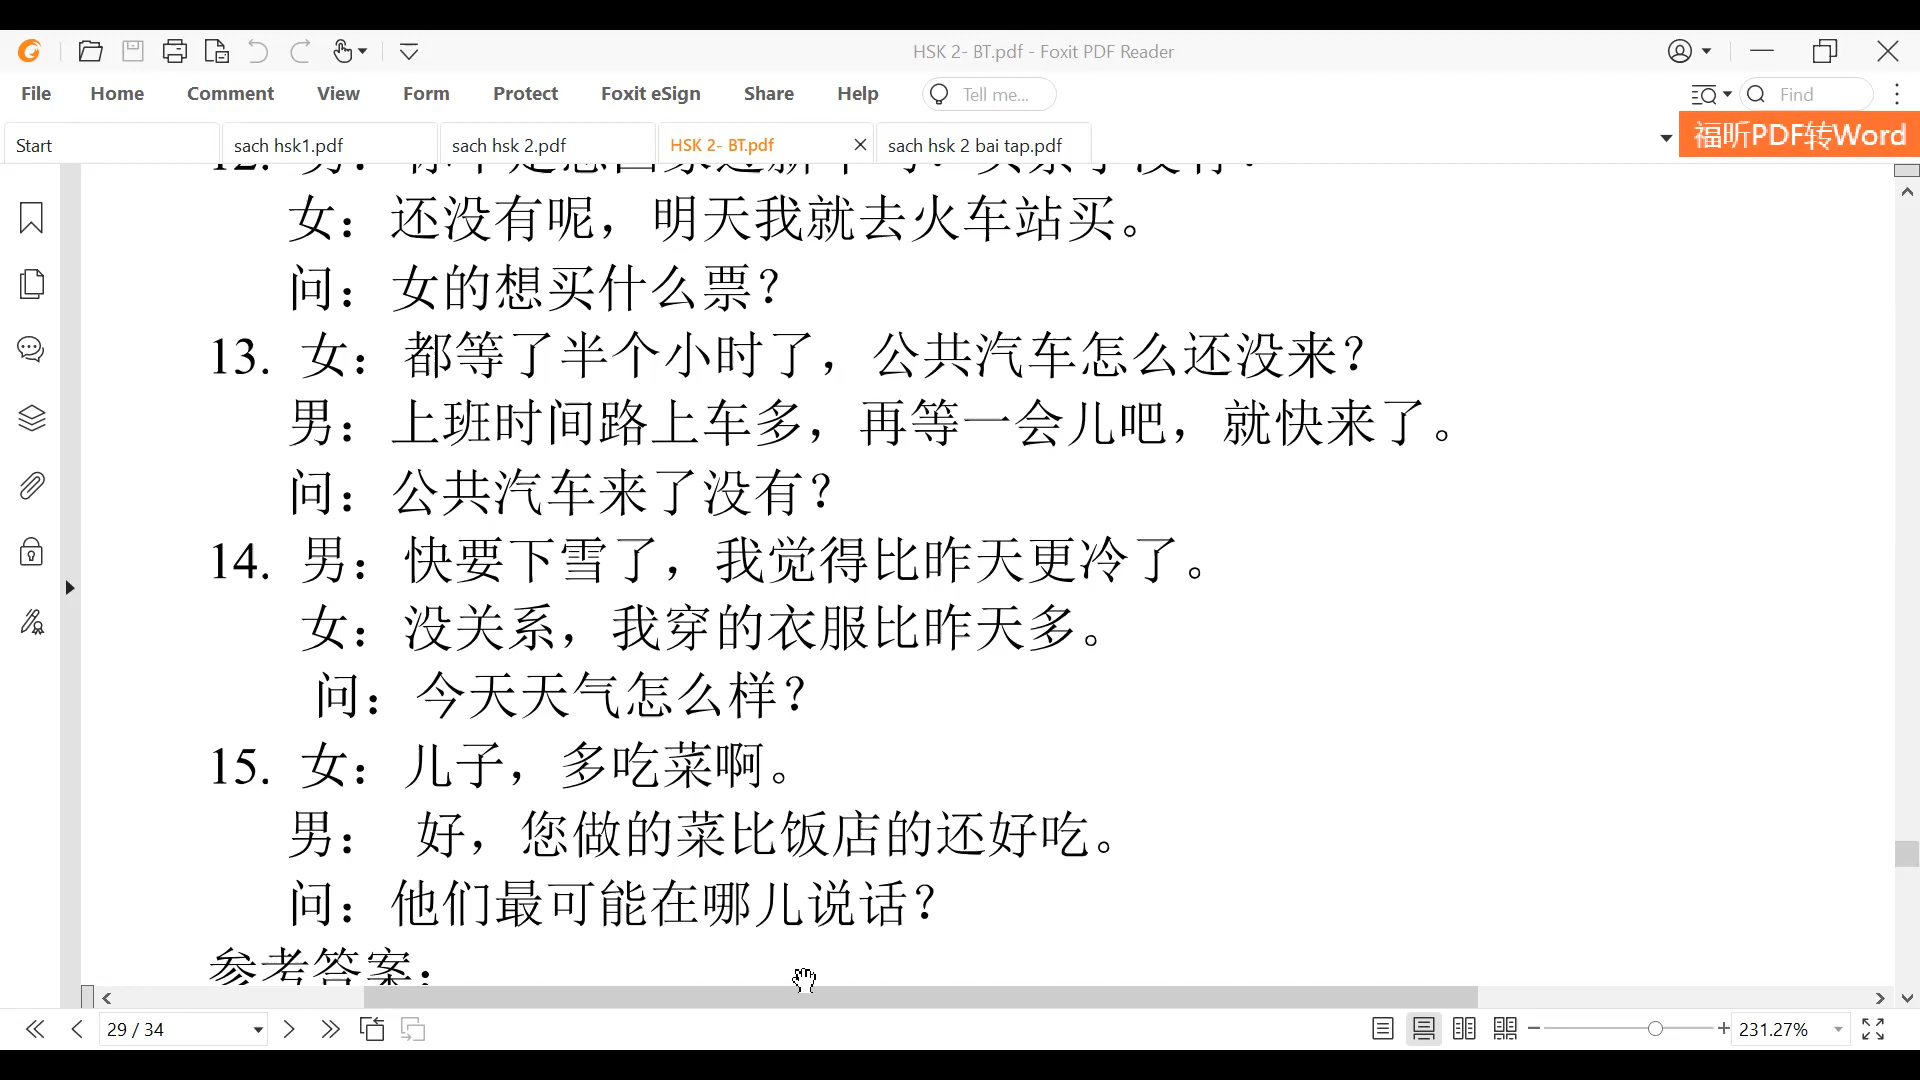 HSK 2- BT.pdf - Foxit PDF Reader
File Home Comment View Form Protect Foxit eSign Share Help Tell me... Find
Start sach hsk1.pdf sach hsk 2.pdf HSK 2- BT.pdf sach hsk 2 bai tap.pdf 福昕PDF转Word
女：还没有呢，明天我就去火车站买。
问：女的想买什么票？
13. 女：都等了半个小时了，公共汽车怎么还没来？
男：上班时间路上车多，再等一会儿吧，就快来了。
问：公共汽车来了没有？
14. 男：快要下雪了，我觉得比昨天更冷了。
女：没关系，我穿的衣服比昨天多。
问：今天天气怎么样？
15. 女：儿子，多吃菜啊。
男： 好，您做的菜比饭店的还好吃。
问：他们最可能在哪儿说话？
参考答案：
29 / 34 231.27%